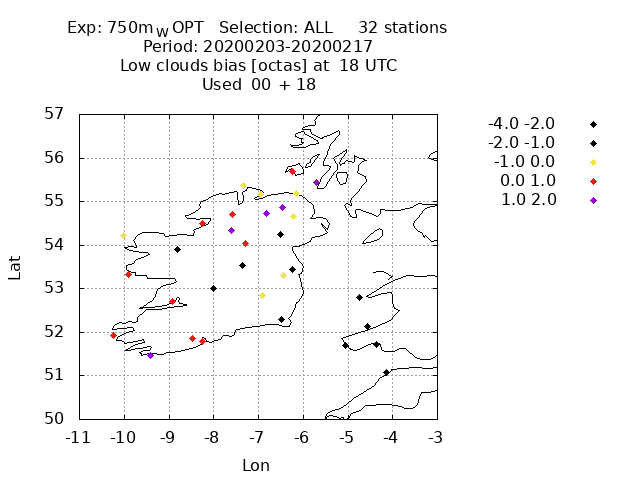 Exp: 750m_W OPT Selection: ALL 32 stations
Period: 20200203-20200217
Low clouds bias [octas] at 18 UTC
Used 00 + 18
-4.0 -2.0
-2.0 -1.0
-1.0 0.0
0.0 1.0
1.0 2.0
57
56
55
54
53
52
51
50
Lat
-11 -10 -9 -8 -7 -6 -5 -4 -3
Lon